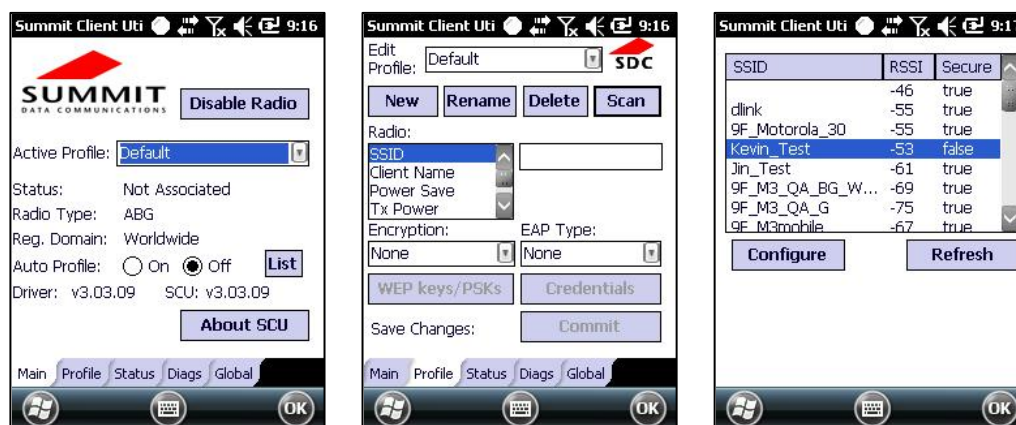 Summit Client Uti 9:16
SUMMIT
DATA COMMUNICATIONS
Disable Radio
Active Profile: Default
Status: Not Associated
Radio Type: ABG
Reg. Domain: Worldwide
Auto Profile: On Off List
Driver: v3.03.09 SCU: v3.03.09
About SCU
Main Profile Status Diags Global
OK
Summit Client Uti 9:16
Edit Profile: Default
SDC
New Rename Delete Scan
Radio:
SSID
Client Name
Power Save
Tx Power
Encryption: EAP Type:
None None
WEP keys/PSKs Credentials
Save Changes: Commit
Main Profile Status Diags Global
OK
Summit Client Uti 9:17
SSID RSSI Secure
-46 true
dlink -55 true
9F_Motorola_30 -55 true
Kevin_Test -53 false
Jin_Test -61 true
9F_M3_QA_BG_W... -69 true
9F_M3_QA_G -75 true
9F_M3mobile -67 true
Configure Refresh
OK